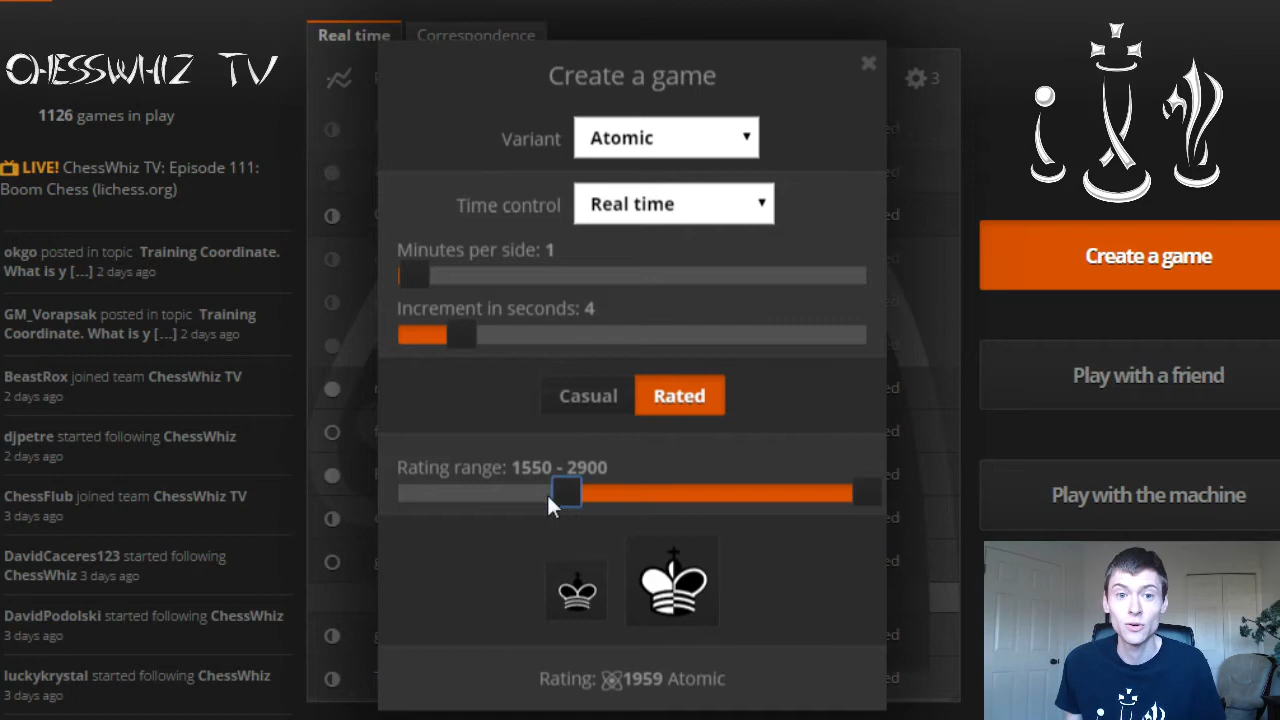 CHESSWHIZ TV
1126 games in play
LIVE! ChessWhiz TV: Episode 111:
Boom Chess (lichess.org)
okgo posted in topic Training Coordinate.
What is y [...] 2 days ago
GM_Vorapsak posted in topic Training
Coordinate. What is y [...] 2 days ago
BeastRox joined team ChessWhiz TV
2 days ago
djpetre started following ChessWhiz
2 days ago
ChessFlub joined team ChessWhiz TV
3 days ago
DavidCaceres123 started following
ChessWhiz 3 days ago
DavidPodolski started following ChessWhiz
3 days ago
luckykrystal started following ChessWhiz
3 days ago
Real time
Correspondence
3
Create a game
Variant Atomic
Time control Real time
Minutes per side: 1
Increment in seconds: 4
Casual Rated
Rating range: 1550 - 2900
Rating: 1959 Atomic
Create a game
Play with a friend
Play with the machine